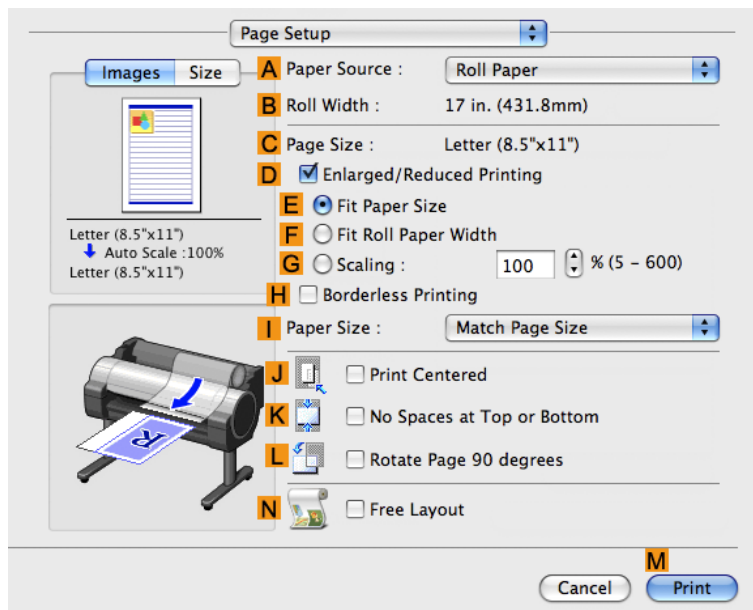 Page Setup
Images Size
A Paper Source : Roll Paper
B Roll Width : 17 in. (431.8mm)
C Page Size : Letter (8.5"x11")
D Enlarged/Reduced Printing
E Fit Paper Size
F Fit Roll Paper Width
G Scaling : 100 % (5 - 600)
Letter (8.5"x11")
Auto Scale :100%
Letter (8.5"x11")
H Borderless Printing
I Paper Size : Match Page Size
J Print Centered
K No Spaces at Top or Bottom
L Rotate Page 90 degrees
R
N Free Layout
M
Cancel Print